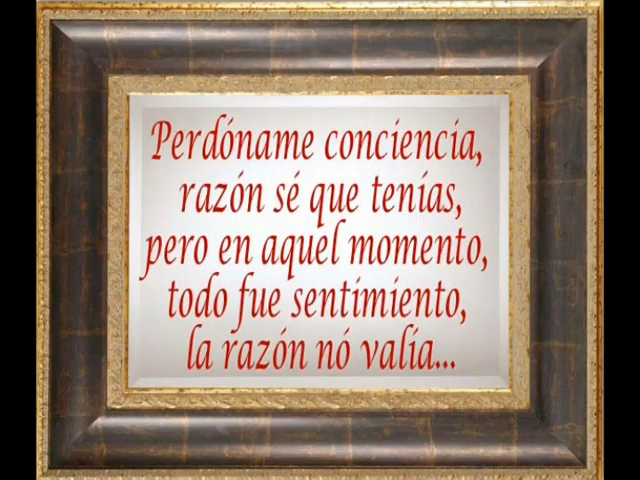 Perdóname conciencia,
razón sé que tenías,
pero en aquel momento,
todo fue sentimiento,
la razón nó valía...